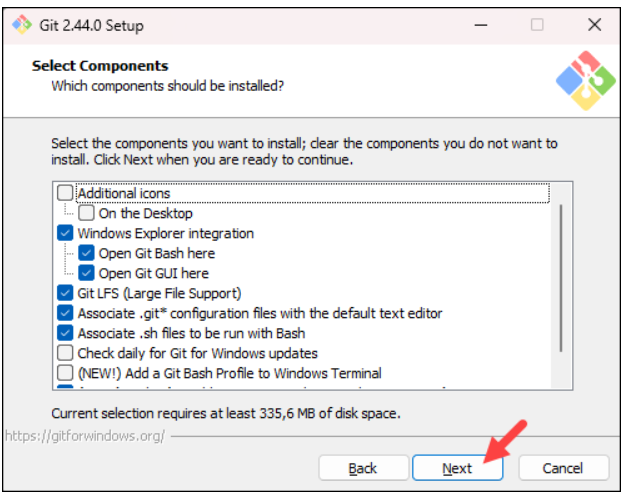 Git 2.44.0 Setup
Select Components
Which components should be installed?
Select the components you want to install; clear the components you do not want to
install. Click Next when you are ready to continue.
Additional icons
On the Desktop
Windows Explorer integration
Open Git Bash here
Open Git GUI here
Git LFS (Large File Support)
Associate .git* configuration files with the default text editor
Associate .sh files to be run with Bash
Check daily for Git for Windows updates
(NEW!) Add a Git Bash Profile to Windows Terminal
Current selection requires at least 335,6 MB of disk space.
https://gitforwindows.org/
Back Next Cancel